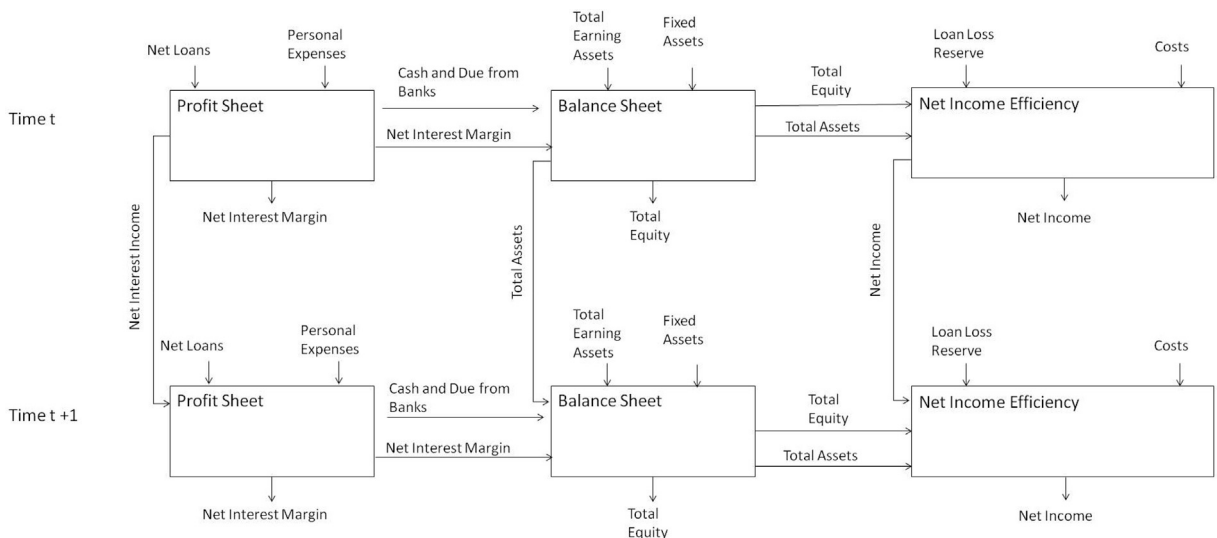 Total
Earning
Assets
Fixed
Assets
Personal
Expenses
Net Loans
Loan Loss
Reserve
Costs
Cash and Due from
Banks
Total
Equity
Time t
Profit Sheet
Balance Sheet
Net Income Efficiency
Net Interest Margin
Total Assets
Net Interest Margin
Total
Equity
Net Income
Net Interest Income
Total Assets
Net Income
Net Loans
Personal
Expenses
Total
Earning
Assets
Fixed
Assets
Loan Loss
Reserve
Costs
Cash and Due from
Banks
Total
Equity
Time t +1
Profit Sheet
Balance Sheet
Net Income Efficiency
Net Interest Margin
Total Assets
Net Interest Margin
Total
Equity
Net Income